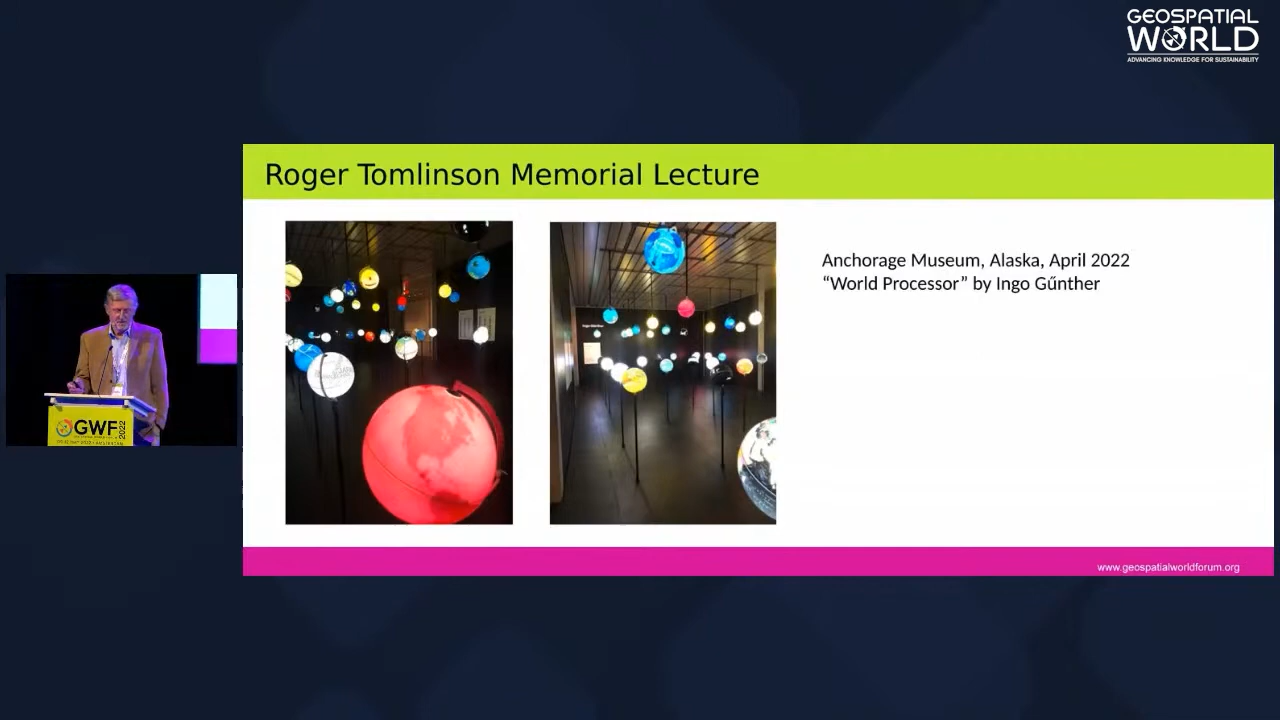 GEOSPATIAL
WORLD
ADVANCING KNOWLEDGE FOR SUSTAINABILITY
Roger Tomlinson Memorial Lecture
Anchorage Museum, Alaska, April 2022
“World Processor” by Ingo Gűnther
GWF
2022
www.geospatialworldforum.org